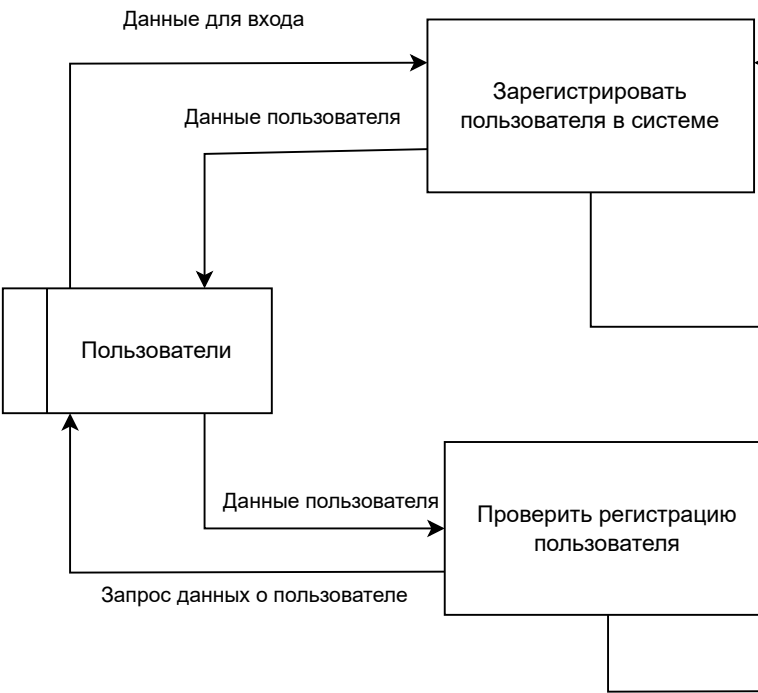 Данные для входа
Зарегистрировать
пользователя в системе
Данные пользователя
Пользователи
Данные пользователя
Проверить регистрацию
пользователя
Запрос данных о пользователе